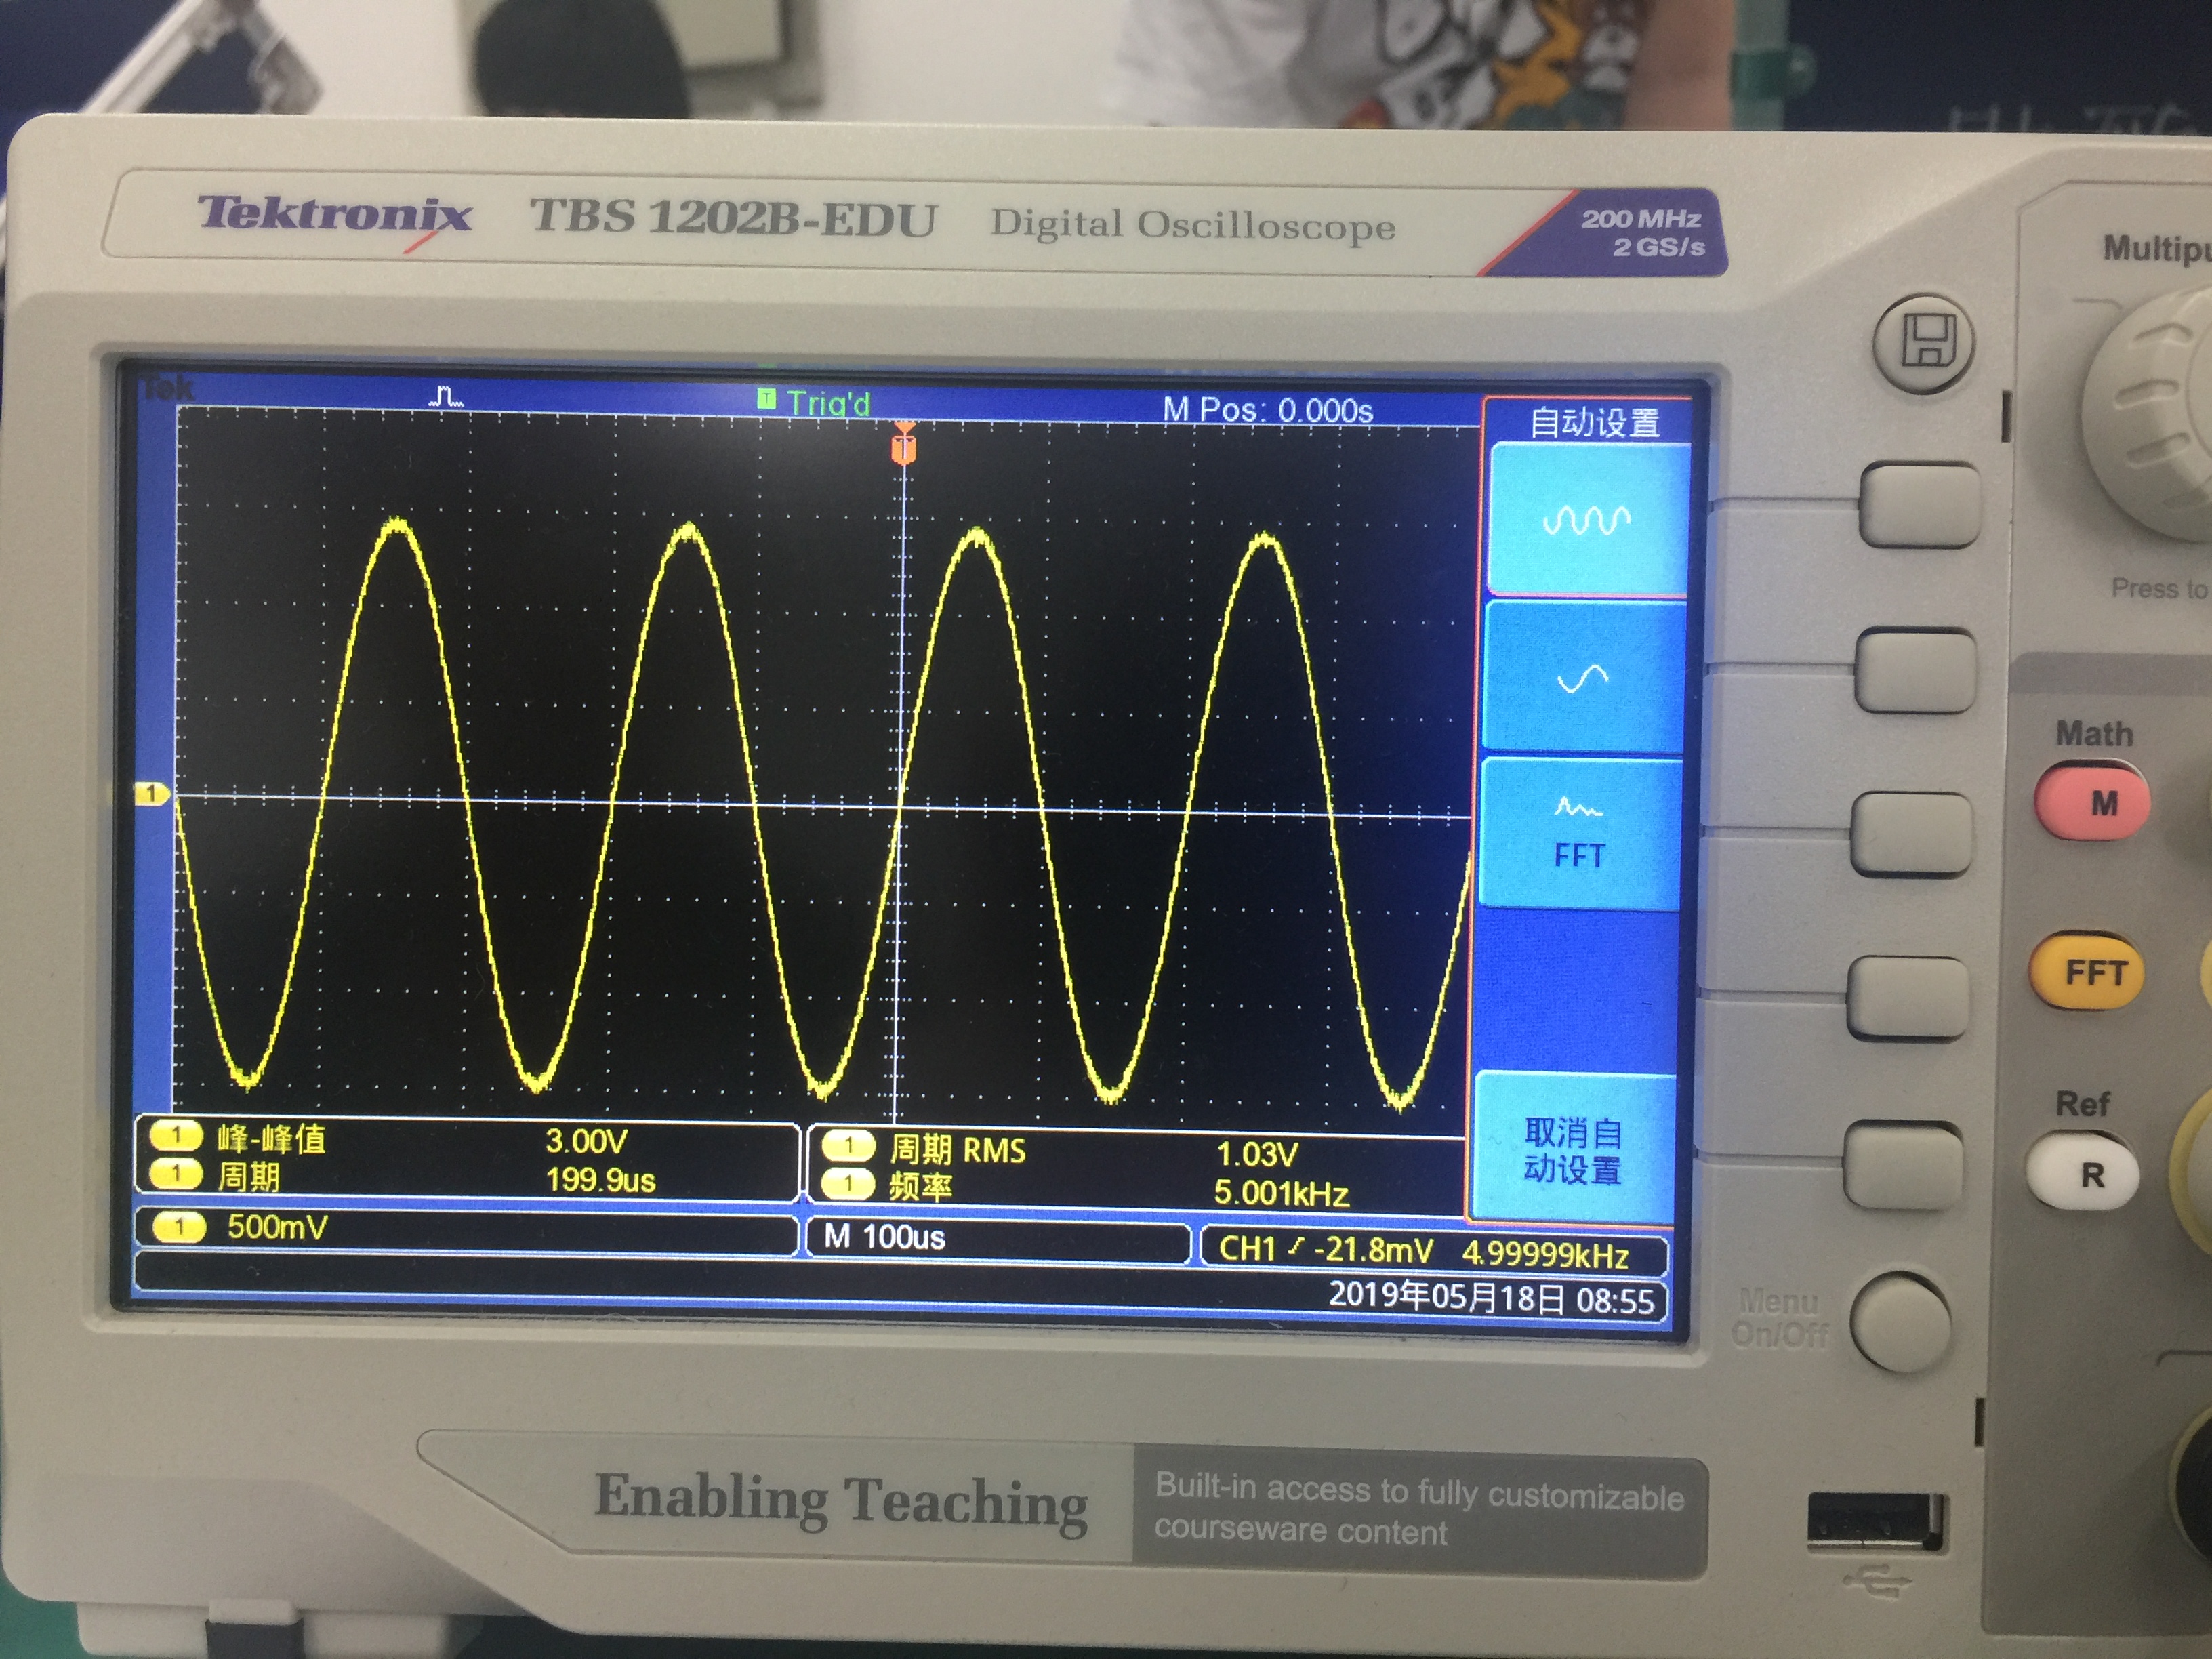 Tektronix TBS 1202B-EDU Digital Oscilloscope
200 MHz
2 GS/s
Tek
T Trig'd
M Pos: 0.000s
T
1
自动设置
FFT
取消自
动设置
1 峰-峰值 3.00V
1 周期 199.9us
1 周期 RMS 1.03V
1 频率 5.001kHz
1 500mV
M 100us
CH1 -21.8mV 4.99999kHz
2019年05月18日 08:55
Press to
Math
M
FFT
Ref
R
Menu
On/Off
Enabling Teaching
Built-in access to fully customizable
courseware content